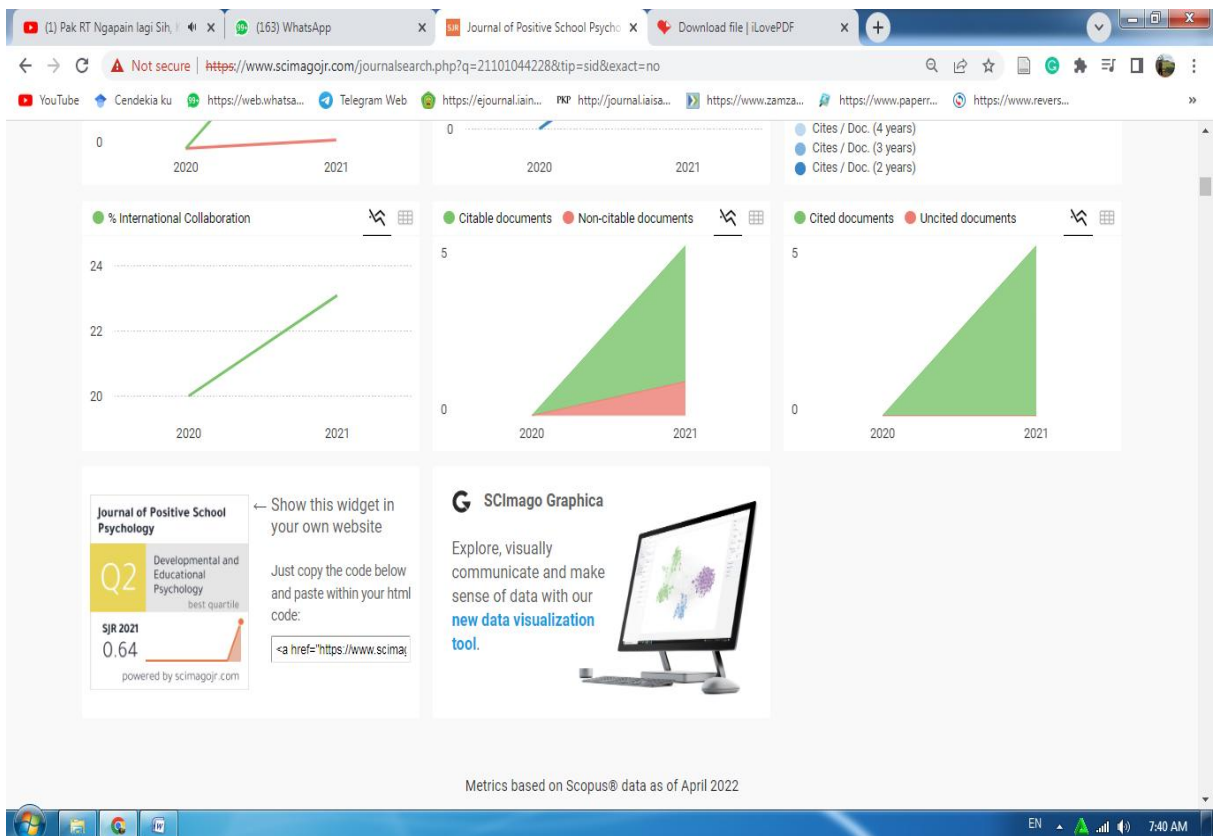 (1) Pak RT Ngapain lagi Sih,
(163) WhatsApp
SJR Journal of Positive School Psycho
Download file | iLovePDF
Not secure | https://www.scimagojr.com/journalsearch.php?q=21101044228&tip=sid&exact=no
YouTube
Cendekia ku
99+ https://web.whatsa...
Telegram Web
https://ejournal.iain...
PKP http://journal.iaisa...
https://www.zamza...
https://www.paperr...
https://www.revers...
»
0
2020 2021
0
2020 2021
Cites / Doc. (4 years)
Cites / Doc. (3 years)
Cites / Doc. (2 years)
% International Collaboration
24
22
20
2020 2021
Citable documents Non-citable documents
5
0
2020 2021
Cited documents Uncited documents
5
0
2020 2021
Journal of Positive School
Psychology
Q2
Developmental and
Educational
Psychology
best quartile
SJR 2021
0.64
powered by scimagojr.com
← Show this widget in
your own website
Just copy the code below
and paste within your html
code:
<a href="https://www.scimag
SCImago Graphica
Explore, visually
communicate and make
sense of data with our
new data visualization
tool.
Metrics based on Scopus® data as of April 2022
EN
7:40 AM